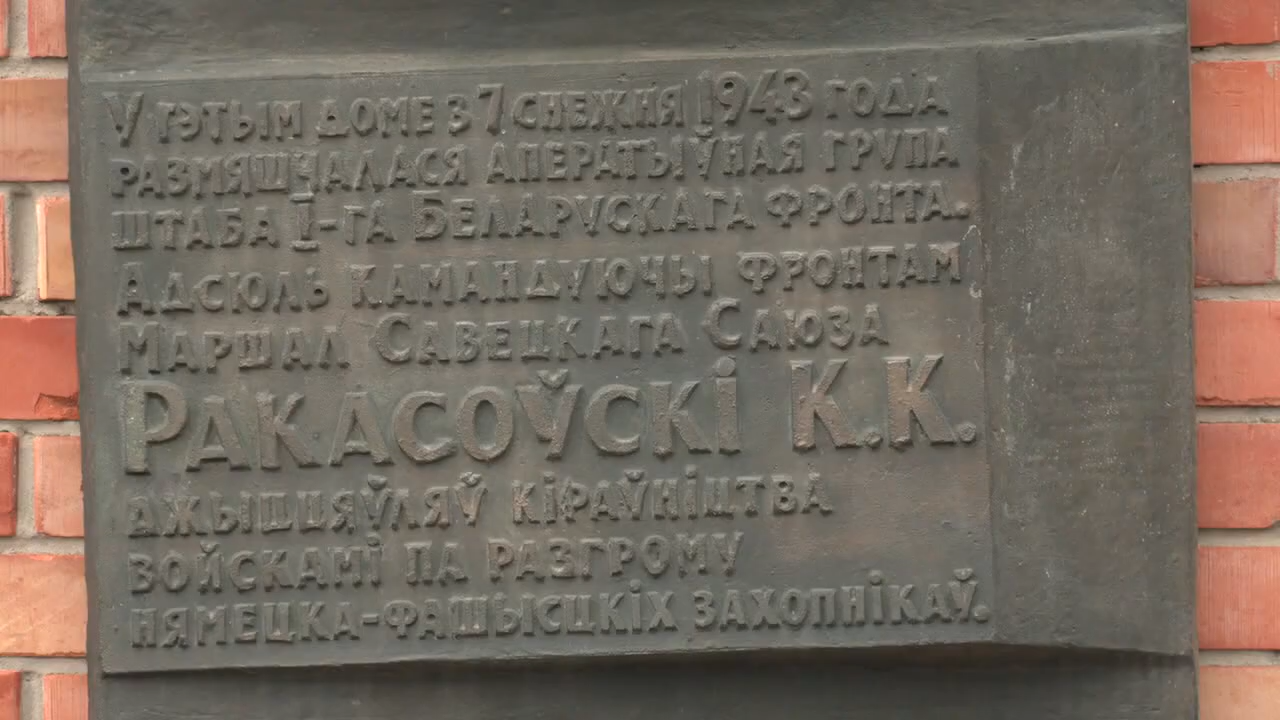 У гэтым доме з 7 снежня 1943 года
размяшчалася аператыўная група
штаба I-га Беларускага фронта.
Адсюль камандуючы фронтам
Маршал Савецкага Саюза
Ракасоўскі К.К.
ажыццяўляў кіраўніцтва
войскамі па разгрому
нямецка-фашысцкіх захопнікаў.